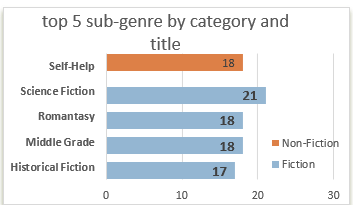 top 5 sub-genre by category and
title
Self-Help 18
Science Fiction 21
Romantasy 18
Middle Grade 18
Historical Fiction 17
Non-Fiction
Fiction
0 10 20 30